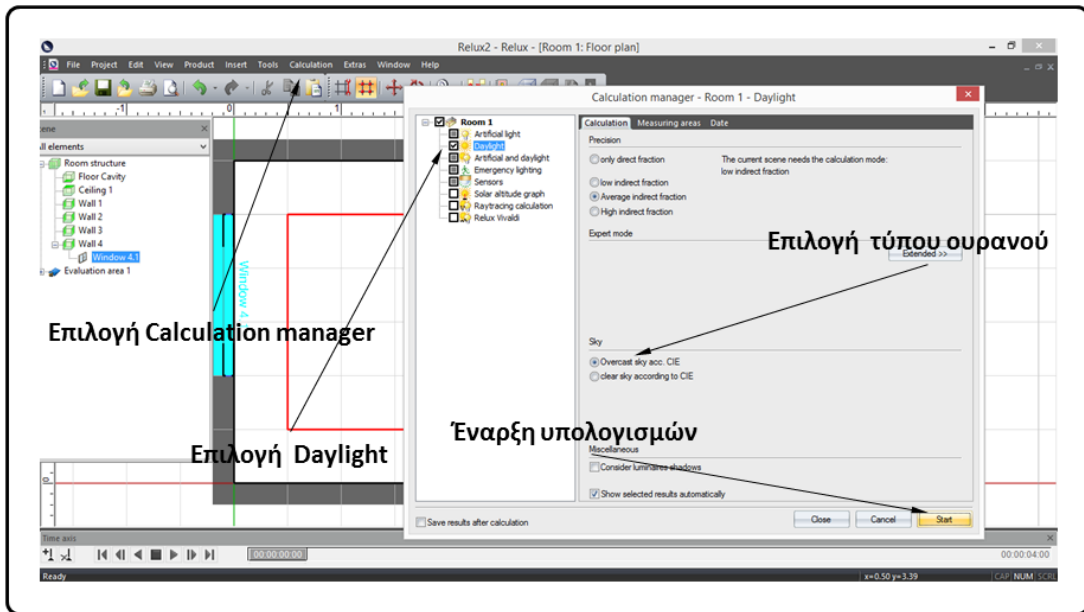 Relux2 - Relux - [Room 1: Floor plan]
File Project Edit View Product Insert Tools Calculation Extras Window Help
-1 0 1
All elements
Room structure
Floor Cavity
Ceiling 1
Wall 1
Wall 2
Wall 3
Wall 4
Window 4.1
Evaluation area 1
Window 4
Calculation manager - Room 1 - Daylight
Room 1
Artificial light
Daylight
Artificial and daylight
Emergency lighting
Sensors
Solar altitude graph
Raytracing calculation
Relux Vivaldi
Calculation Measuring areas Date
Precision
only direct fraction
The current scene needs the calculation mode:
low indirect fraction
low indirect fraction
Average indirect fraction
High indirect fraction
Expert mode
Extended >>
Επιλογή τύπου ουρανού
Επιλογή Calculation manager
Sky
Overcast sky acc. CIE
clear sky according to CIE
Έναρξη υπολογισμών
Επιλογή Daylight
Miscellaneous
Consider luminaires shadows
Show selected results automatically
Save results after calculation
Close Cancel Start
0
Time axis
00:00:00:00
00:00:04:00
Ready
x=0.50 y=3.39
CAP NUM SCRL